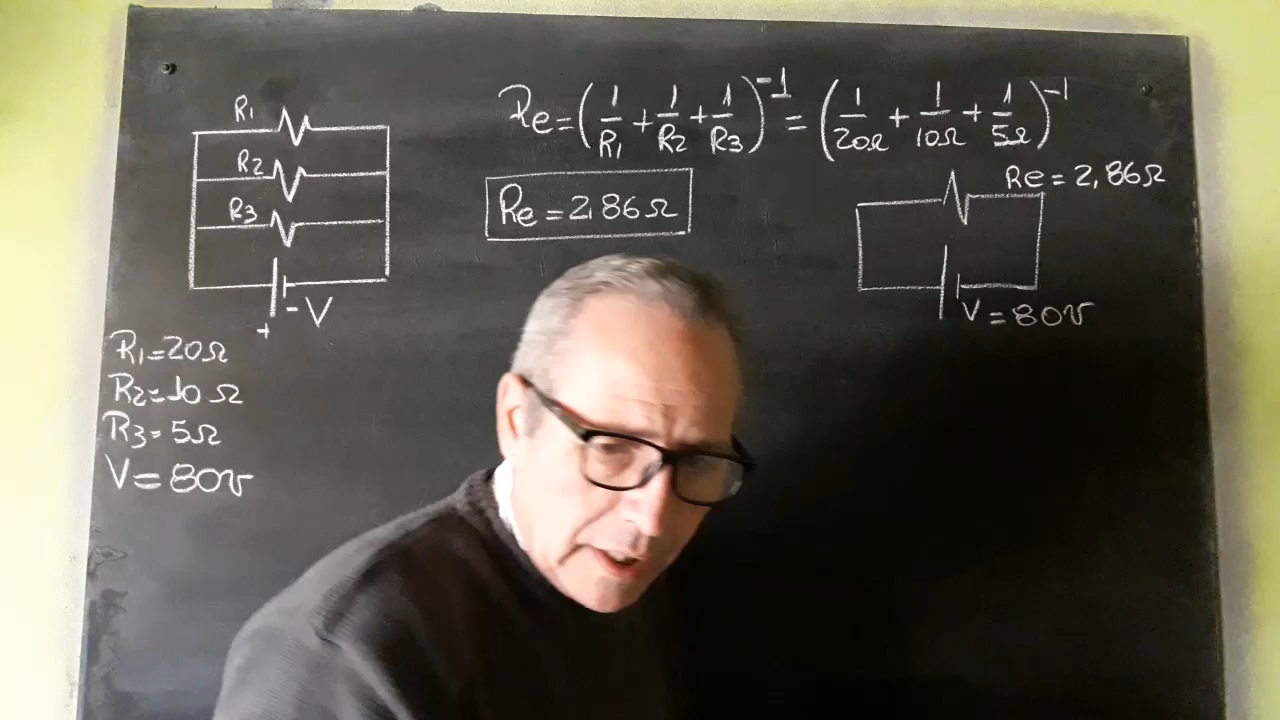 Re=(1/R1+1/R2+1/R3)^-1=(1/20Ω+1/10Ω+1/5Ω)^-1
R1
R2
R3
+ - V
Re=2,86Ω
Re=2,86Ω
V=80v
R1=20Ω
R2=10Ω
R3=5Ω
V=80v